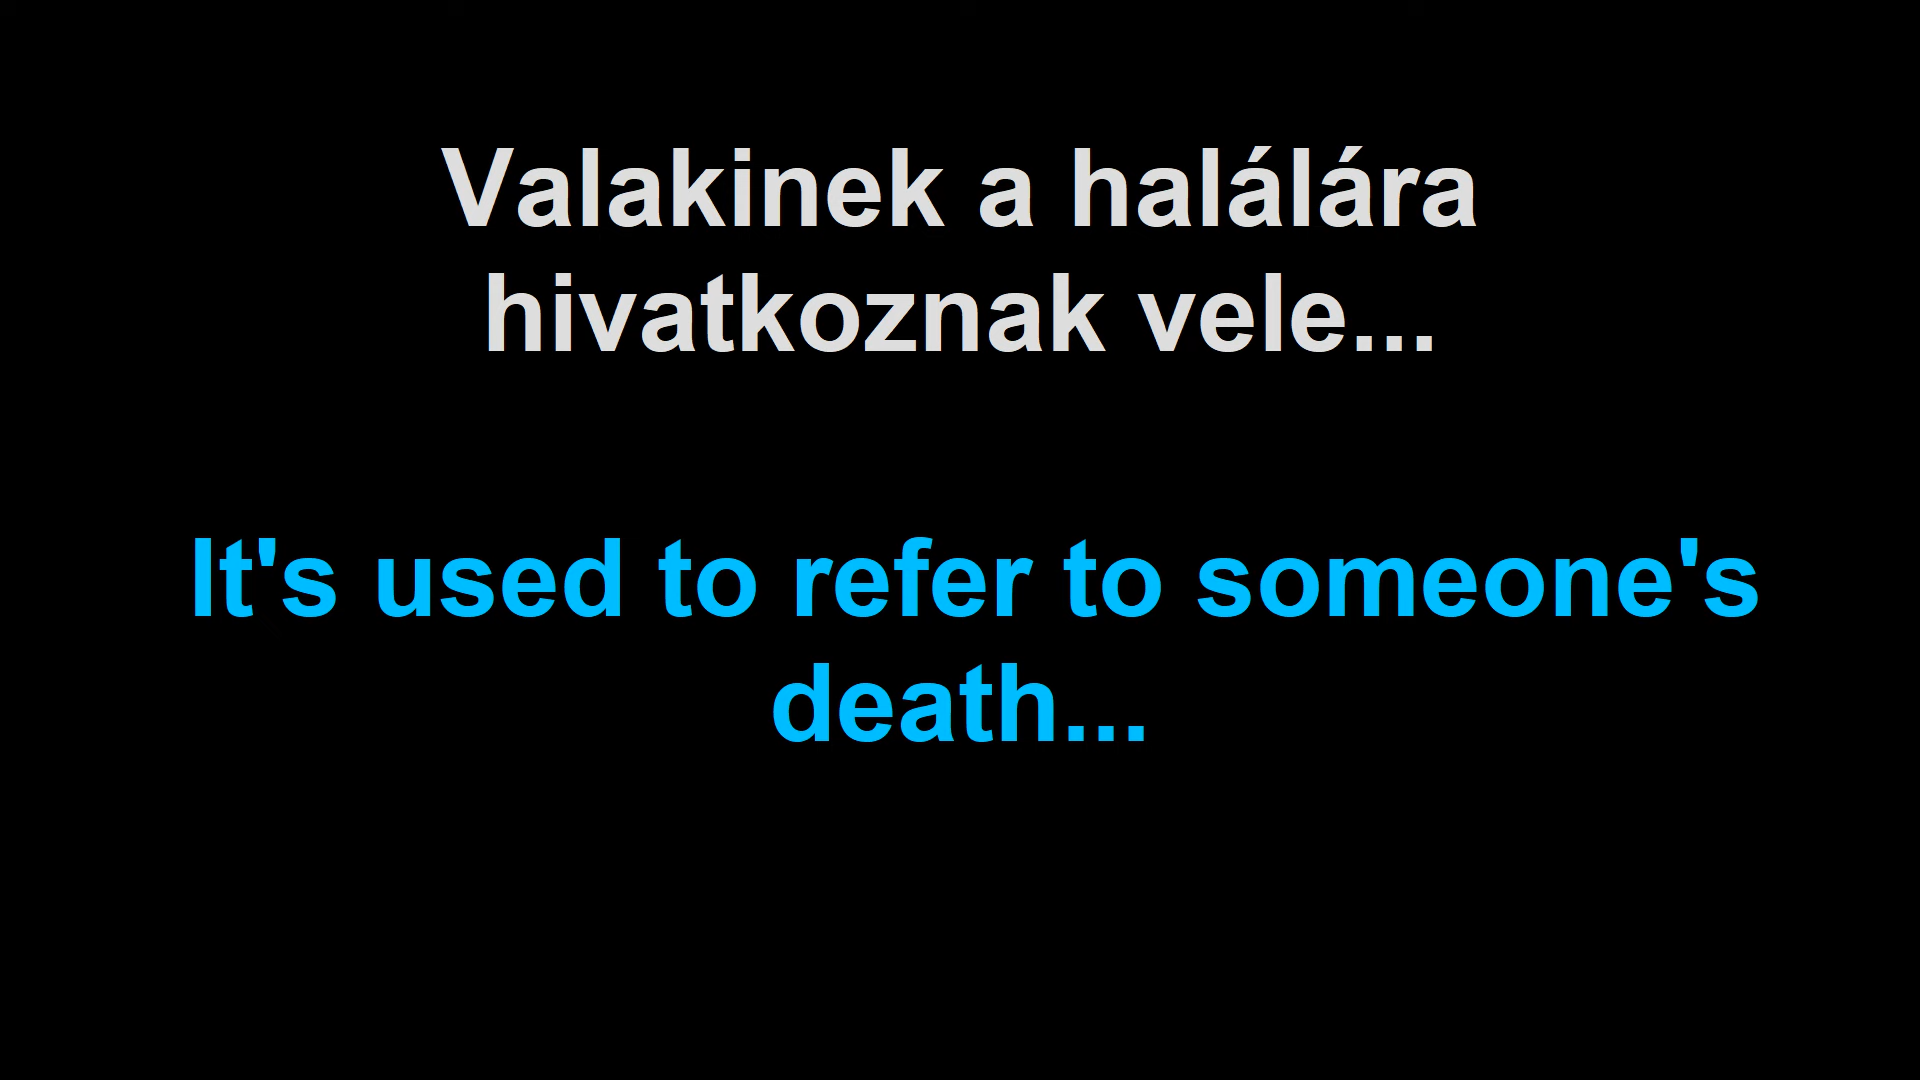 Valakinek a halálára
hivatkoznak vele...
It's used to refer to someone's
death...